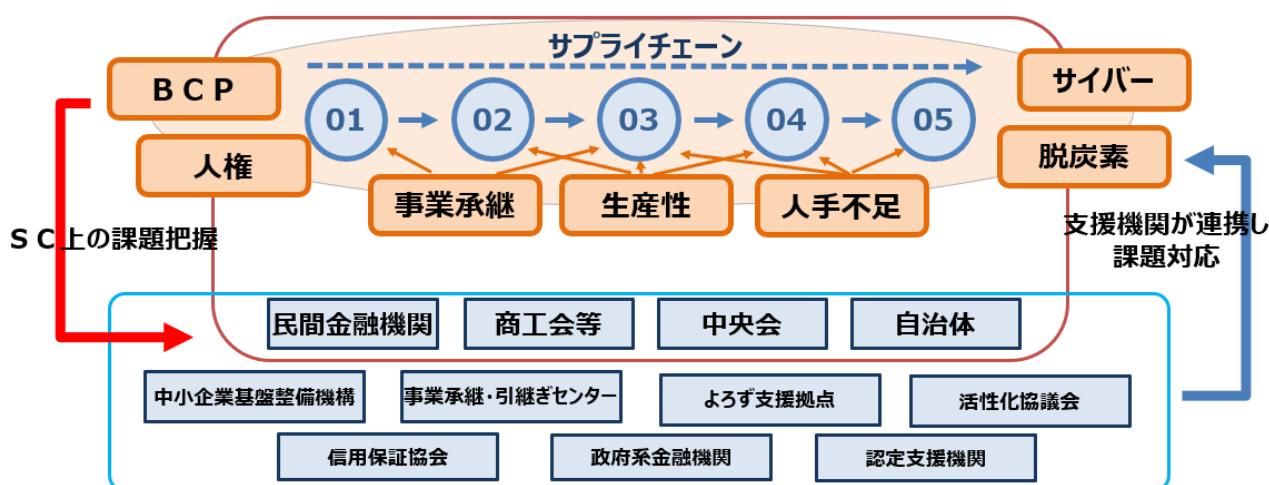 サプライチェーン
ＢＣＰ
サイバー
01
02
03
04
05
人権
脱炭素
事業承継
生産性
人手不足
ＳＣ上の課題把握
支援機関が連携し
課題対応
民間金融機関
商工会等
中央会
自治体
中小企業基盤整備機構
事業承継・引継ぎセンター
よろず支援拠点
活性化協議会
信用保証協会
政府系金融機関
認定支援機関